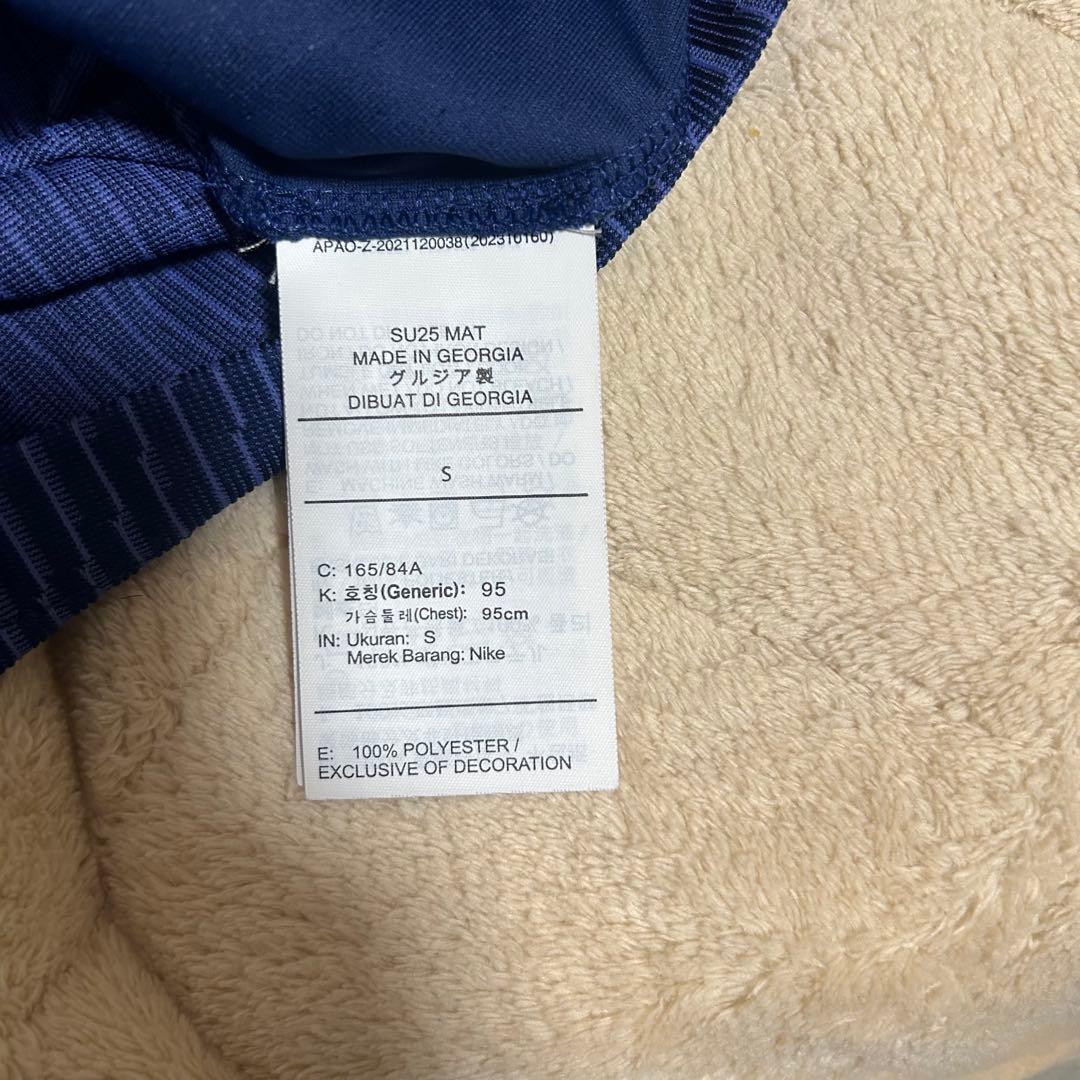 APAO-Z-2021120038(202310160)
SU25 MAT
MADE IN GEORGIA
グルジア製
DIBUAT DI GEORGIA
S
C: 165/84A
K: 호칭(Generic): 95
가슴둘레(Chest): 95cm
IN: Ukuran: S
Merek Barang: Nike
E: 100% POLYESTER /
EXCLUSIVE OF DECORATION